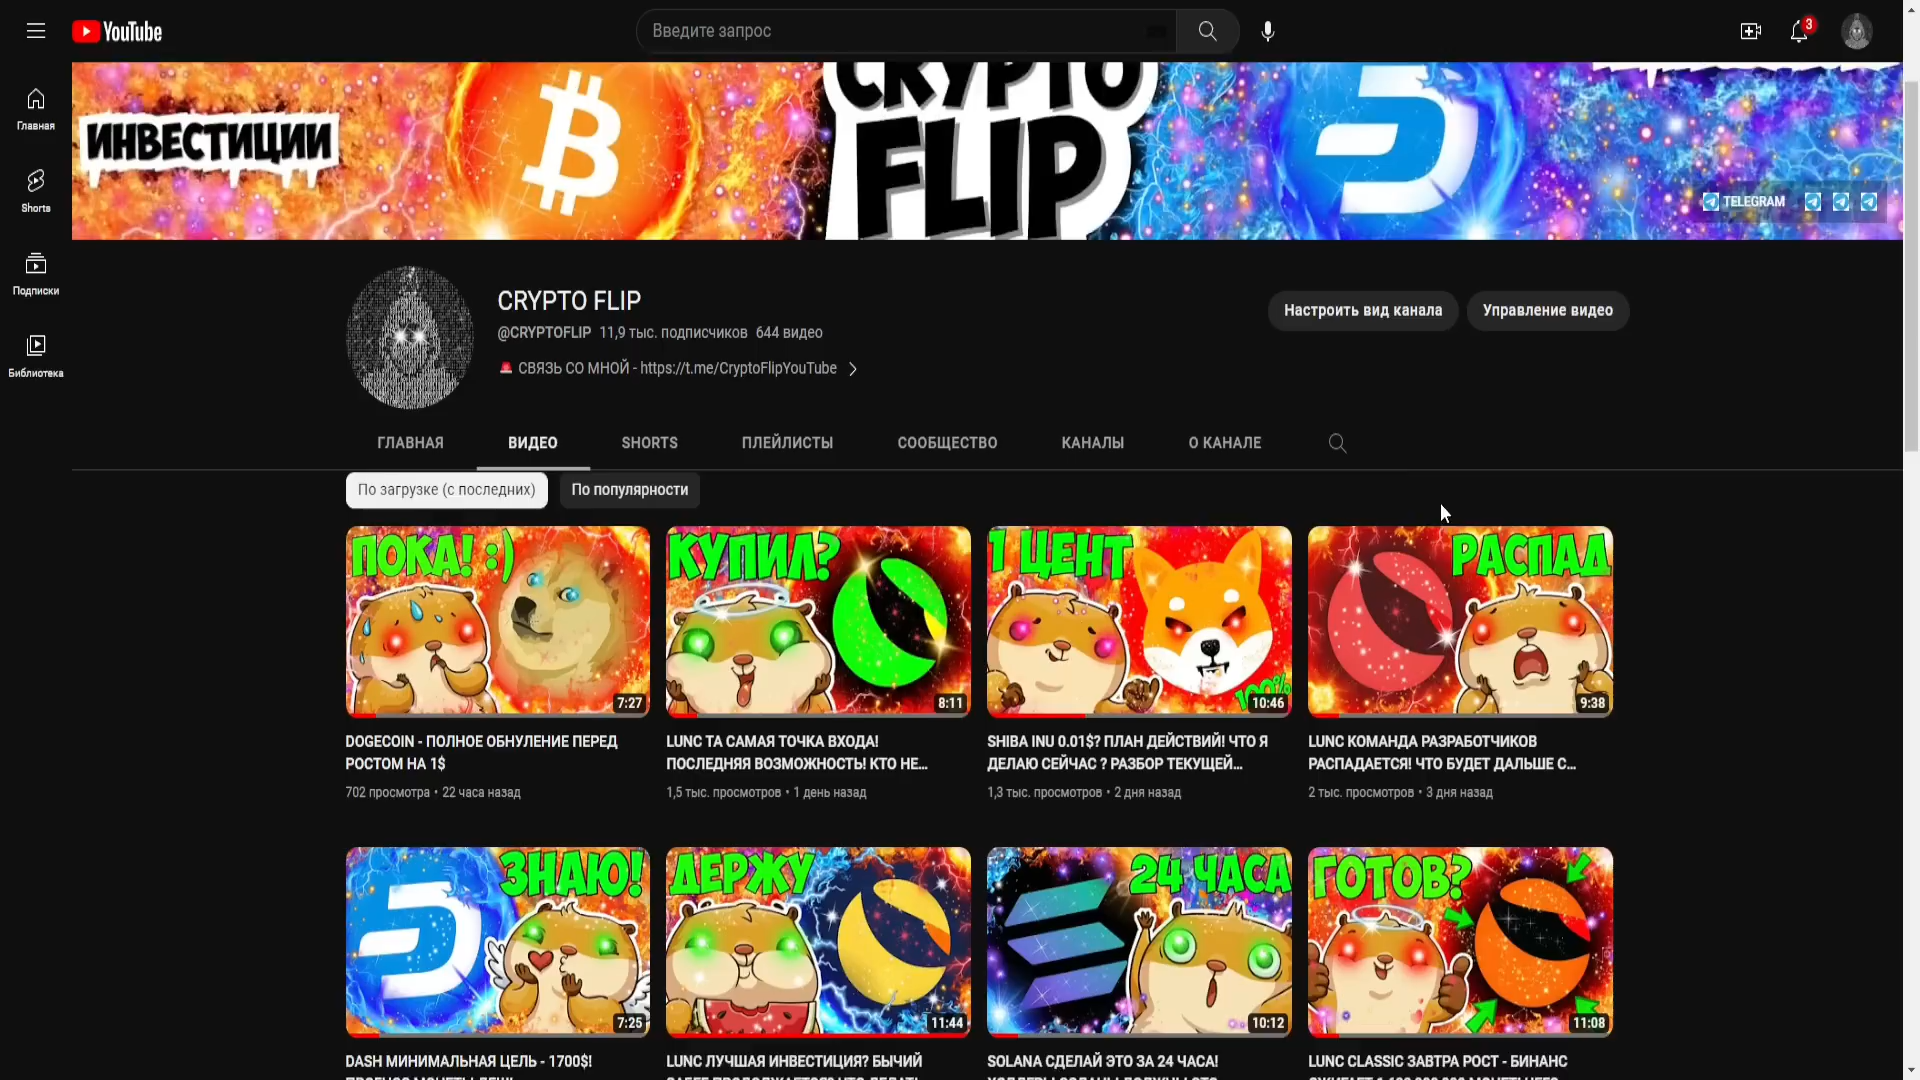 YouTube
Введите запрос
3
Главная
Shorts
Подписки
Библиотека
ИНВЕСТИЦИИ
CRYPTO
FLIP
TELEGRAM
CRYPTO FLIP
@CRYPTOFLIP 11,9 тыс. подписчиков 644 видео
СВЯЗЬ СО МНОЙ - https://t.me/CryptoFlipYouTube
Настроить вид канала
Управление видео
ГЛАВНАЯ ВИДЕО SHORTS ПЛЕЙЛИСТЫ СООБЩЕСТВО КАНАЛЫ О КАНАЛЕ
По загрузке (с последних)
По популярности
ПОКА! :)
7:27
DOGECOIN - ПОЛНОЕ ОБНУЛЕНИЕ ПЕРЕД
РОСТОМ НА 1$
702 просмотра • 22 часа назад
КУПИЛ?
8:11
LUNC ТА САМАЯ ТОЧКА ВХОДА!
ПОСЛЕДНЯЯ ВОЗМОЖНОСТЬ! КТО НЕ...
1,5 тыс. просмотров • 1 день назад
1 ЦЕНТ
100%
10:46
SHIBA INU 0.01$? ПЛАН ДЕЙСТВИЙ! ЧТО Я
ДЕЛАЮ СЕЙЧАС ? РАЗБОР ТЕКУЩЕЙ...
1,3 тыс. просмотров • 2 дня назад
РАСПАД
9:38
LUNC КОМАНДА РАЗРАБОТЧИКОВ
РАСПАДАЕТСЯ! ЧТО БУДЕТ ДАЛЬШЕ С...
2 тыс. просмотров • 3 дня назад
ЗНАЮ!
7:25
DASH МИНИМАЛЬНАЯ ЦЕЛЬ - 1700$!
ДЕРЖУ
11:44
LUNC ЛУЧШАЯ ИНВЕСТИЦИЯ? БЫЧИЙ
24 ЧАСА
10:12
SOLANA СДЕЛАЙ ЭТО ЗА 24 ЧАСА!
ГОТОВ?
11:08
LUNC CLASSIC ЗАВТРА РОСТ - БИНАНС